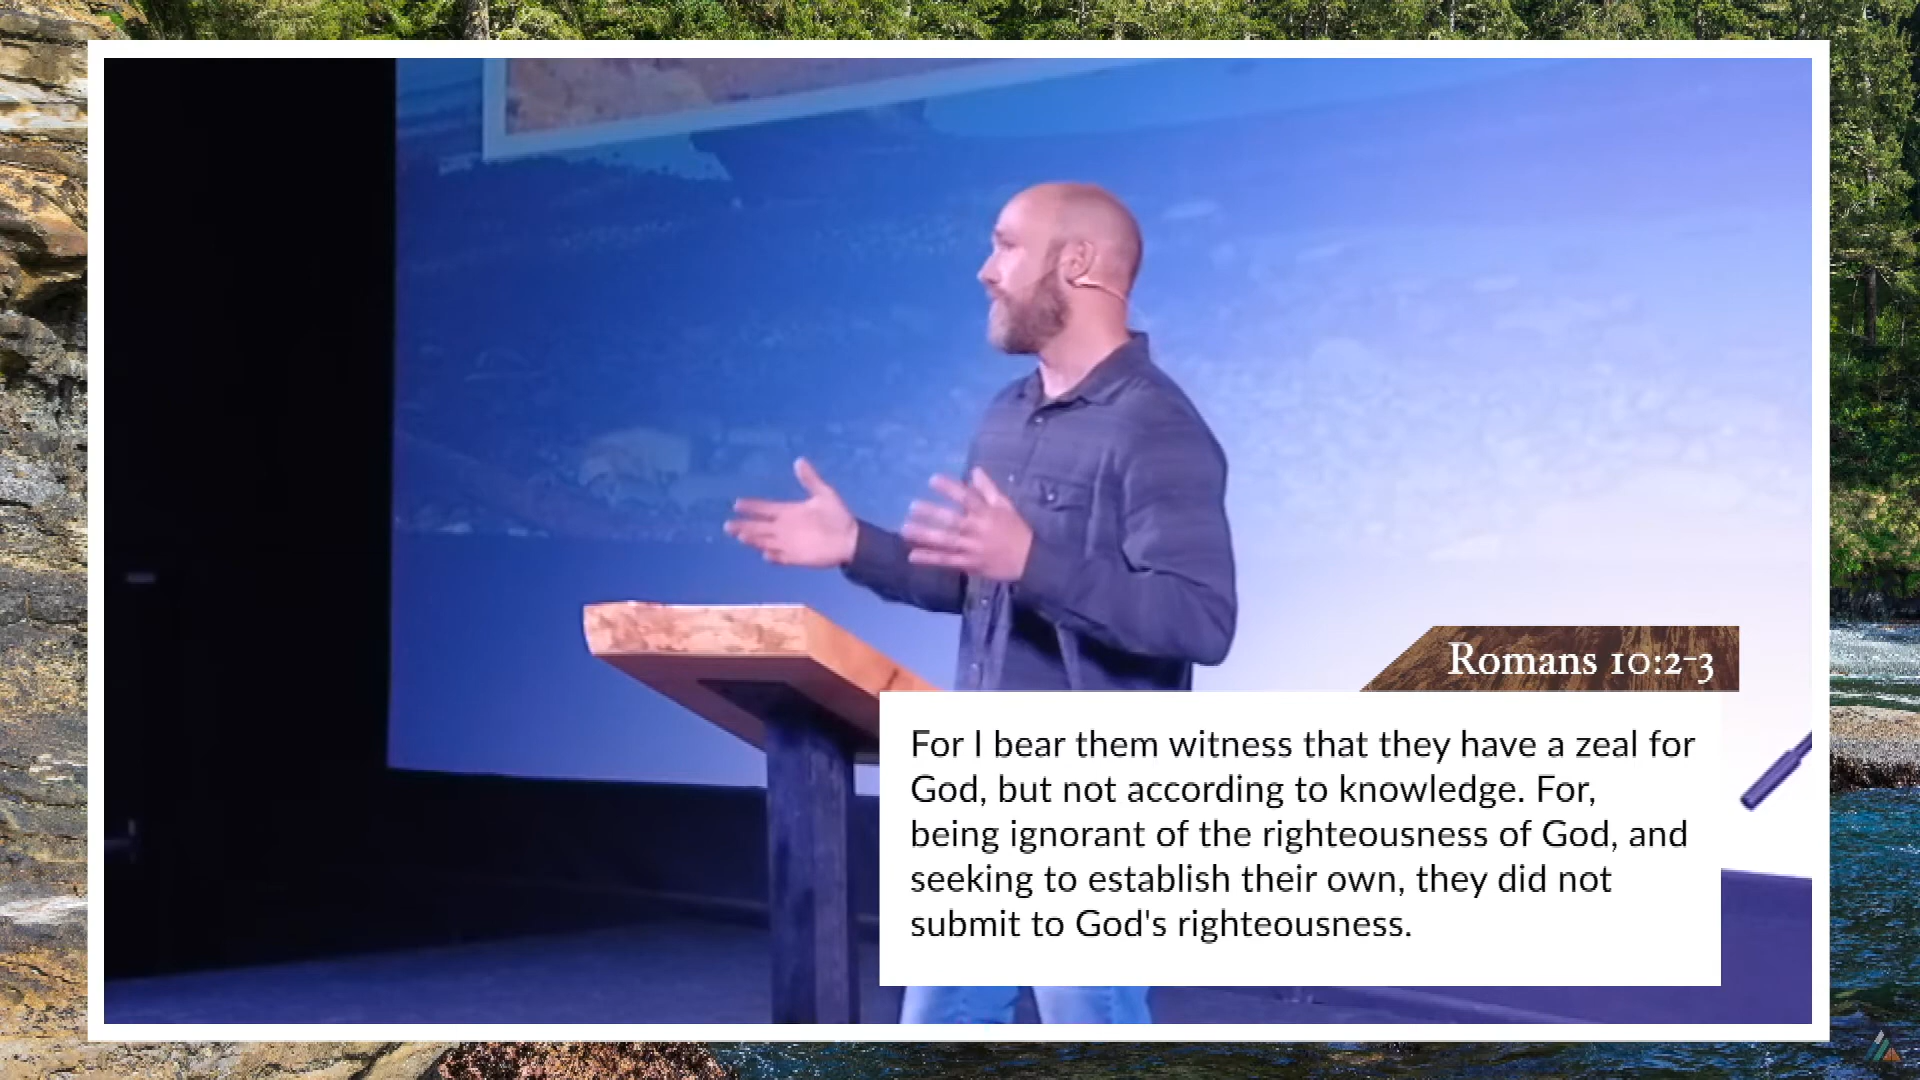 Romans 10:2-3
For I bear them witness that they have a zeal for
God, but not according to knowledge. For,
being ignorant of the righteousness of God, and
seeking to establish their own, they did not
submit to God's righteousness.